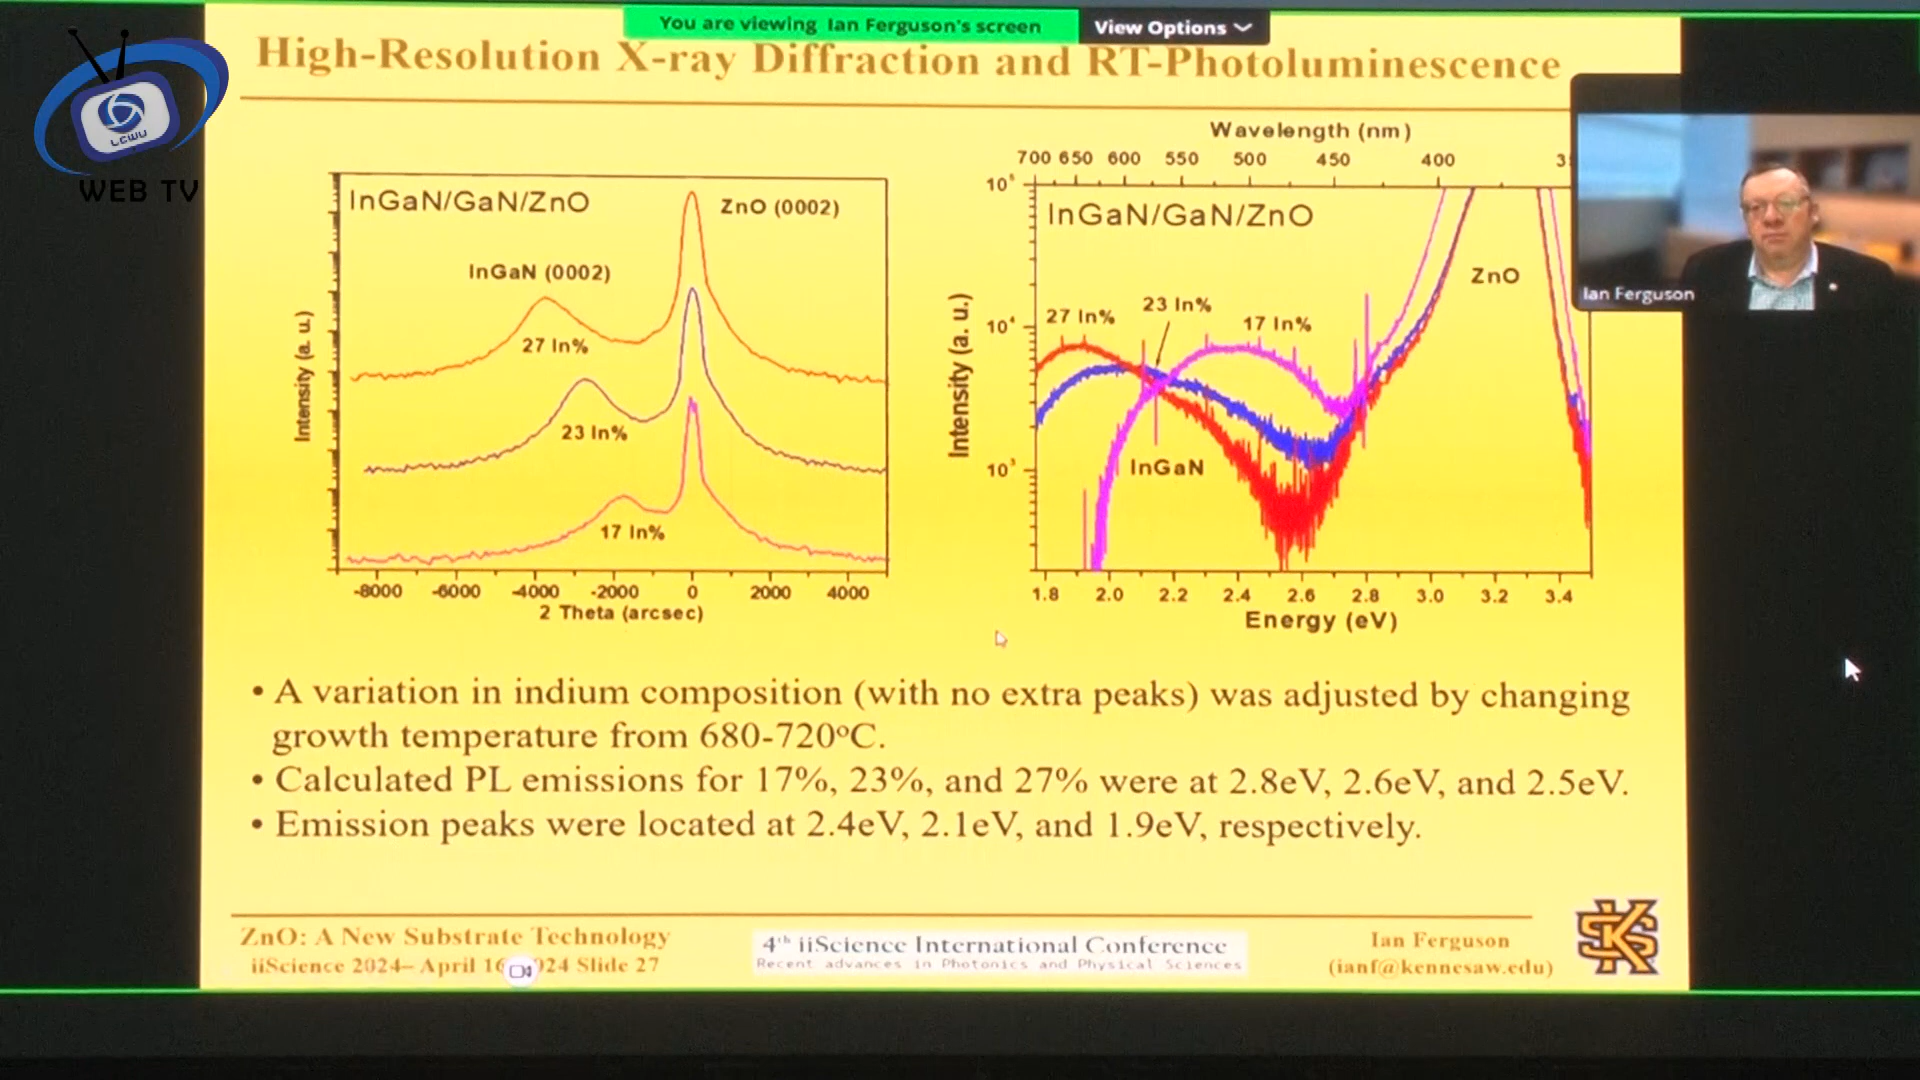 You are viewing Ian Ferguson's screen
View Options
High-Resolution X-ray Diffraction and RT-Photoluminescence
LCWU
WEB TV
InGaN/GaN/ZnO
ZnO (0002)
InGaN (0002)
27 In%
23 In%
17 In%
Intensity (a. u.)
-8000 -6000 -4000 -2000 0 2000 4000
2 Theta (arcsec)
Wavelength (nm)
700 650 600 550 500 450 400
10⁵
InGaN/GaN/ZnO
ZnO
27 In%
23 In%
17 In%
10⁴
Intensity (a. u.)
InGaN
10³
1.8 2.0 2.2 2.4 2.6 2.8 3.0 3.2 3.4
Energy (eV)
Ian Ferguson
• A variation in indium composition (with no extra peaks) was adjusted by changing
growth temperature from 680-720°C.
• Calculated PL emissions for 17%, 23%, and 27% were at 2.8eV, 2.6eV, and 2.5eV.
• Emission peaks were located at 2.4eV, 2.1eV, and 1.9eV, respectively.
ZnO: A New Substrate Technology
iiScience 2024– April 16 024 Slide 27
4th iiScience International Conference
Recent advances in Photonics and Physical Sciences
Ian Ferguson
(ianf@kennesaw.edu)
KS